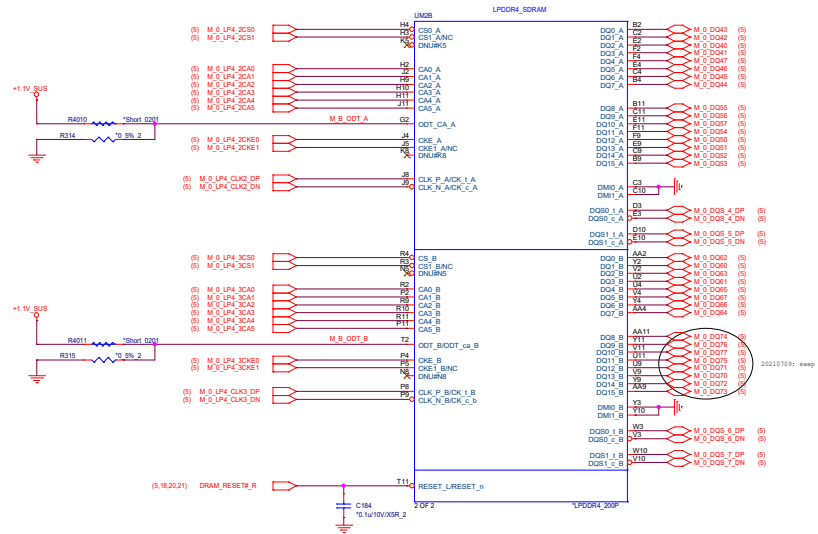 LPDDR4_SDRAM
UM2B
(5) M_0_LP4_2CS0 H4 CS0_A
(5) M_0_LP4_2CS1 H3 CS1_A/NC
K5 DNU#K5
(5) M_0_LP4_2CA0 H2 CA0_A
(5) M_0_LP4_2CA1 J2 CA1_A
(5) M_0_LP4_2CA2 H9 CA2_A
(5) M_0_LP4_2CA3 H10 CA3_A
(5) M_0_LP4_2CA4 H11 CA4_A
(5) M_0_LP4_2CA5 J11 CA5_A
+1.1V_SUS
R4010 *Short_0201 M_B_ODT_A G2 ODT_CA_A
R314 *0_5%_2
(5) M_0_LP4_2CKE0 J4 CKE_A
(5) M_0_LP4_2CKE1 J5 CKE1_A/NC
K8 DNU#K8
(5) M_0_LP4_CLK2_DP J8 CLK_P_A/CK_t_A
(5) M_0_LP4_CLK2_DN J9 CLK_N_A/CK_c_A
DQ0_A B2 M_0_DQ43 (5)
DQ1_A C2 M_0_DQ42 (5)
DQ2_A E2 M_0_DQ40 (5)
DQ3_A F2 M_0_DQ41 (5)
DQ4_A F4 M_0_DQ47 (5)
DQ5_A E4 M_0_DQ46 (5)
DQ6_A C4 M_0_DQ45 (5)
DQ7_A B4 M_0_DQ44 (5)
DQ8_A B11 M_0_DQ55 (5)
DQ9_A C11 M_0_DQ56 (5)
DQ10_A E11 M_0_DQ57 (5)
DQ11_A F11 M_0_DQ54 (5)
DQ12_A F9 M_0_DQ50 (5)
DQ13_A E9 M_0_DQ51 (5)
DQ14_A C9 M_0_DQ52 (5)
DQ15_A B9 M_0_DQ53 (5)
DMI0_A C3
DMI1_A C10
DQS0_t_A D3 M_0_DQS_4_DP (5)
DQS0_c_A E3 M_0_DQS_4_DN (5)
DQS1_t_A D10 M_0_DQS_5_DP (5)
DQS1_c_A E10 M_0_DQS_5_DN (5)
(5) M_0_LP4_3CS0 R4 CS_B
(5) M_0_LP4_3CS1 R3 CS1_B/NC
N5 DNU#N5
(5) M_0_LP4_3CA0 R2 CA0_B
(5) M_0_LP4_3CA1 P2 CA1_B
(5) M_0_LP4_3CA2 R9 CA2_B
(5) M_0_LP4_3CA3 R10 CA3_B
(5) M_0_LP4_3CA4 R11 CA4_B
(5) M_0_LP4_3CA5 P11 CA5_B
+1.1V_SUS
R4011 *Short_0201 M_B_ODT_B T2 ODT_B/ODT_ca_B
R315 *0_5%_2
(5) M_0_LP4_3CKE0 P4 CKE_B
(5) M_0_LP4_3CKE1 P5 CKE1_B/NC
N8 DNU#N8
(5) M_0_LP4_CLK3_DP P8 CLK_P_B/CK_t_B
(5) M_0_LP4_CLK3_DN P9 CLK_N_B/CK_c_b
DQ0_B AA2 M_0_DQ62 (5)
DQ1_B Y2 M_0_DQ60 (5)
DQ2_B V2 M_0_DQ63 (5)
DQ3_B U2 M_0_DQ61 (5)
DQ4_B U4 M_0_DQ65 (5)
DQ5_B V4 M_0_DQ67 (5)
DQ6_B Y4 M_0_DQ66 (5)
DQ7_B AA4 M_0_DQ64 (5)
DQ8_B AA11 M_0_DQ74 (5)
DQ9_B Y11 M_0_DQ76 (5)
DQ10_B V11 M_0_DQ77 (5)
DQ11_B U11 M_0_DQ75 (5)
DQ12_B U9 M_0_DQ71 (5)
DQ13_B V9 M_0_DQ70 (5)
DQ14_B Y9 M_0_DQ72 (5)
DQ15_B AA9 M_0_DQ73 (5)
20210709: swap
DMI0_B Y3
DMI1_B Y10
DQS0_t_B W3 M_0_DQS_6_DP (5)
DQS0_c_B V3 M_0_DQS_6_DN (5)
DQS1_t_B W10 M_0_DQS_7_DP (5)
DQS1_c_B V10 M_0_DQS_7_DN (5)
(5,18,20,21) DRAM_RESET#_R T11 RESET_L/RESET_n
C184
*0.1u/10V/X5R_2
2 OF 2
*LPDDR4_200P